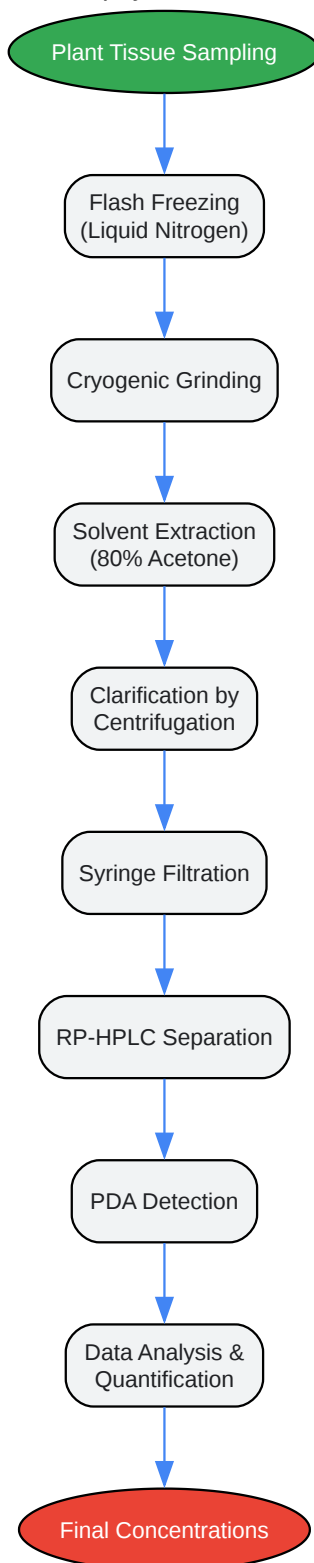 Plant Tissue Sampling
Flash Freezing
(Liquid Nitrogen)
Cryogenic Grinding
Solvent Extraction
(80% Acetone)
Clarification by
Centrifugation
Syringe Filtration
RP-HPLC Separation
PDA Detection
Data Analysis &
Quantification
Final Concentrations